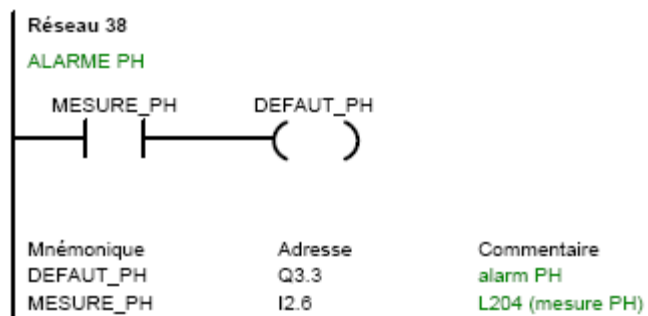 Réseau 38
ALARME PH
MESURE_PH DEFAUT_PH
Mnémonique Adresse Commentaire
DEFAUT_PH Q3.3 alarm PH
MESURE_PH I2.6 L204 (mesure PH)